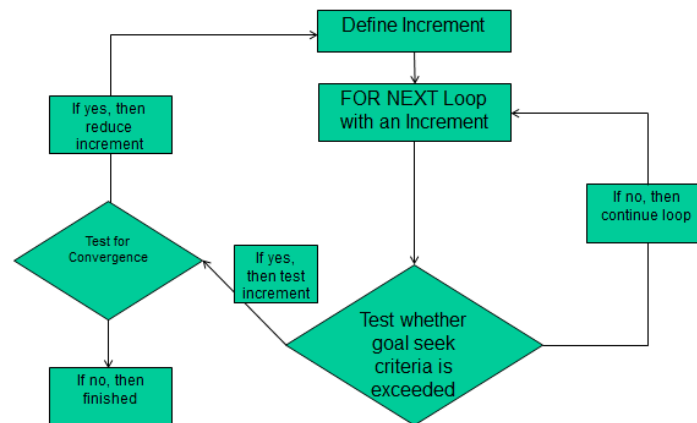 Define Increment
FOR NEXT Loop
with an Increment
If yes, then
reduce
increment
If no, then
continue loop
Test for
Convergence
If yes,
then test
increment
Test whether
goal seek
criteria is
exceeded
If no, then
finished